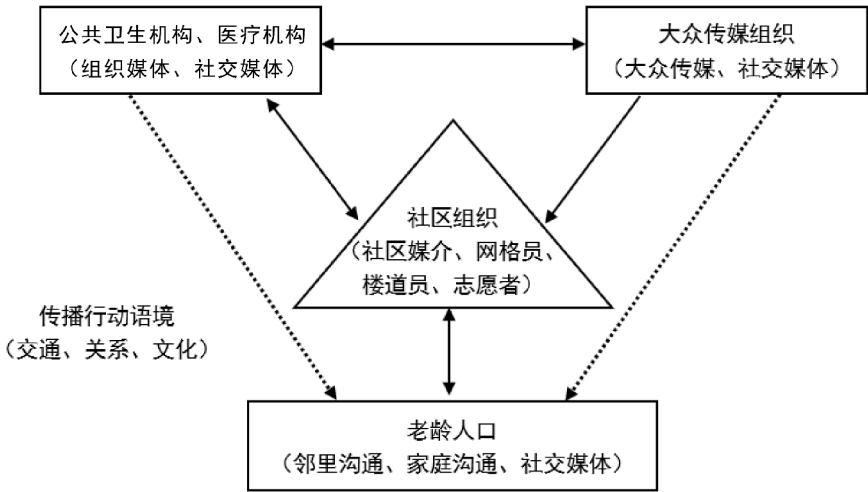 公共卫生机构、医疗机构
（组织媒体、社交媒体）
大众传媒组织
（大众传媒、社交媒体）
社区组织
（社区媒介、网格员、
楼道员、志愿者）
传播行动语境
（交通、关系、文化）
老龄人口
（邻里沟通、家庭沟通、社交媒体）